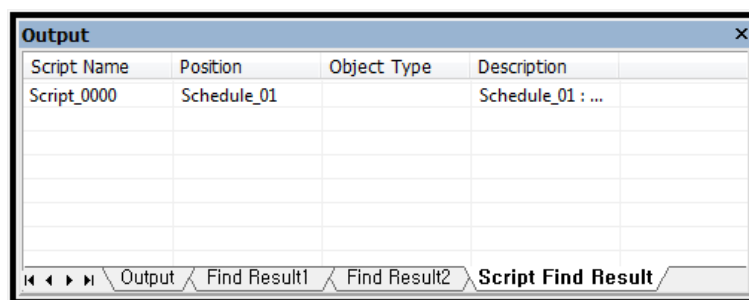 Output
Script Name Position Object Type Description
Script_0000 Schedule_01 Schedule_01 : ...
Output Find Result1 Find Result2 Script Find Result